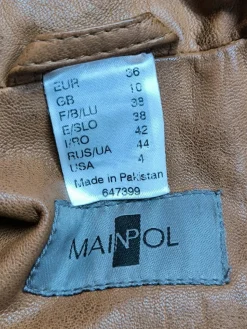 EUR 36
GB 10
F/B/LU 38
E/SLO 38
I/RO 42
RUS/UA 44
USA 4
Made in Pakistan
647399
MAINPOL